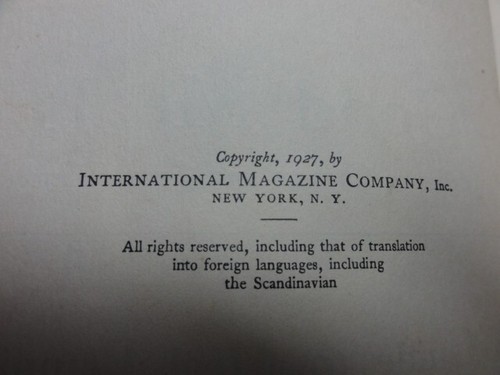 Copyright, 1927, by
INTERNATIONAL MAGAZINE COMPANY, Inc.
NEW YORK, N. Y.
All rights reserved, including that of translation
into foreign languages, including
the Scandinavian